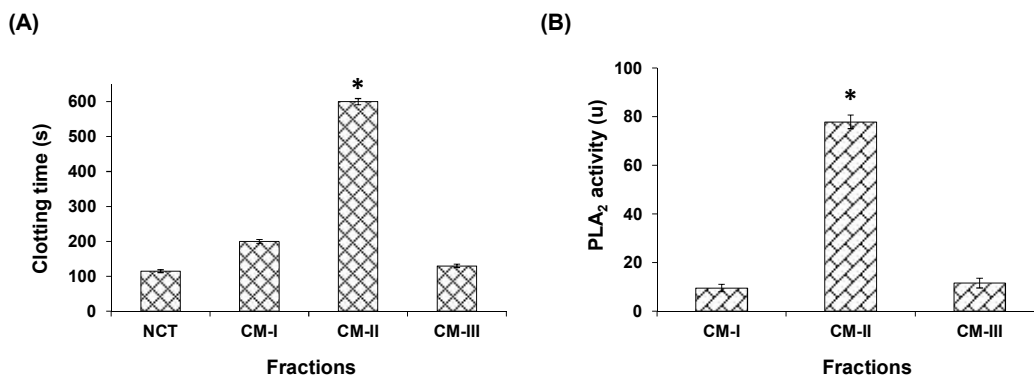 (A)
Clotting time (s)
600
500
400
300
200
100
0
*
NCT CM-I CM-II CM-III
Fractions
(B)
PLA₂ activity (u)
100
80
60
40
20
0
*
CM-I CM-II CM-III
Fractions